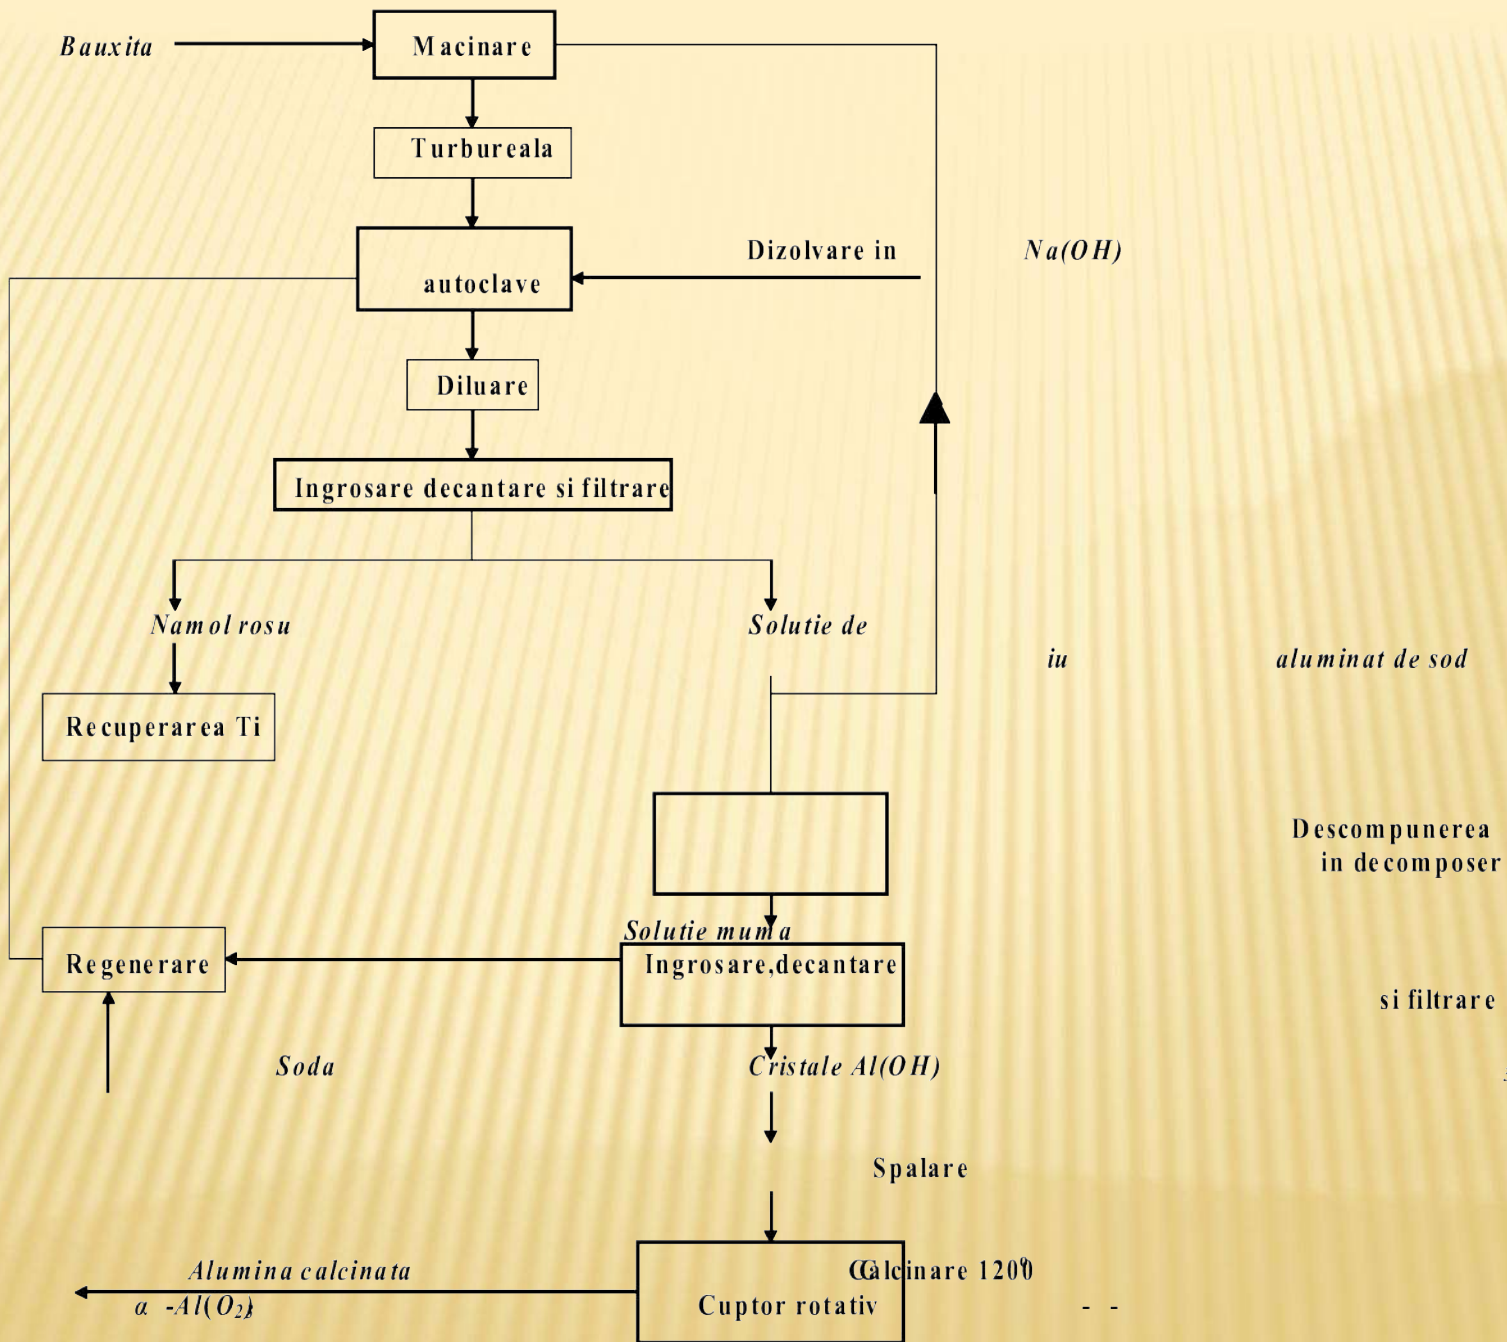 Bauxita
Macinare
Turbureala
Dizolvare in Na(OH)
autoclave
Diluare
Ingrosare decantare si filtrare
Namol rosu
Solutie de
iu
aluminat de sod
Recuperarea Ti
Descompunerea
in decomposer
Solutie muma
Regenerare
Ingrosare,decantare
si filtrare
Soda
Cristale Al(OH)
Spalare
Alumina calcinata
Calcinare 1200
α -Al(O
Cuptor rotativ
- -